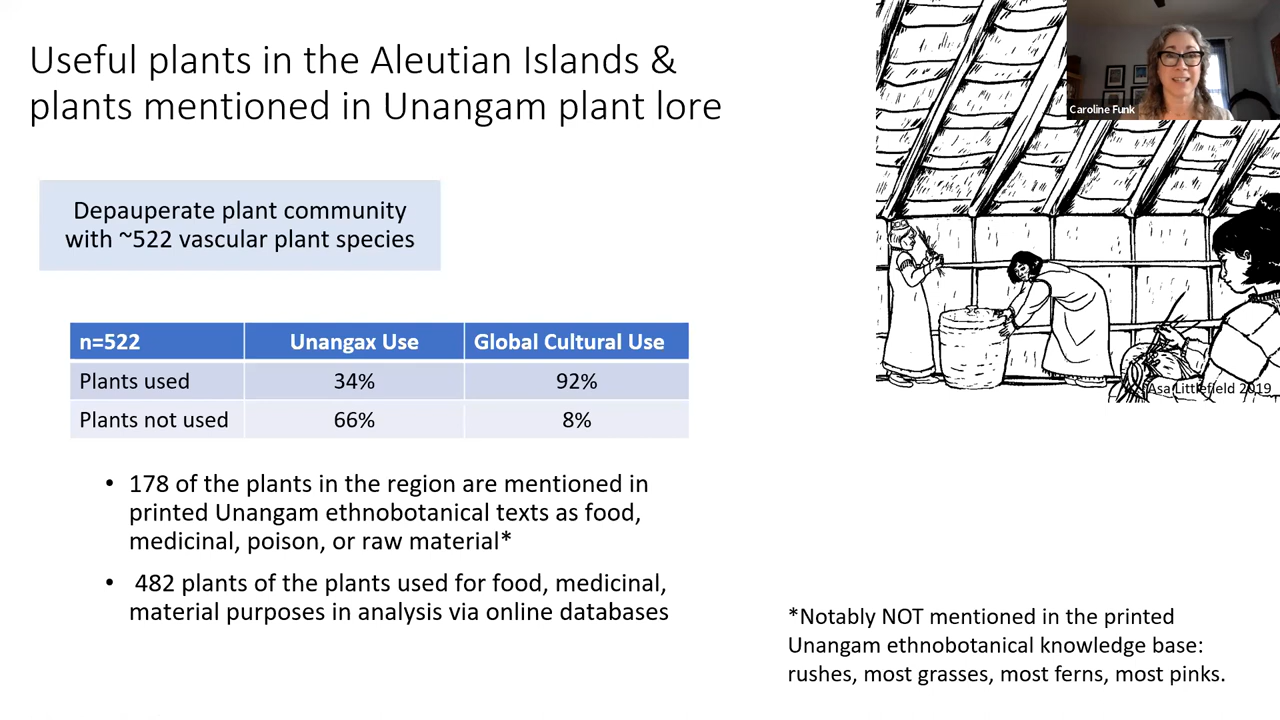 Useful plants in the Aleutian Islands &
plants mentioned in Unangam plant lore
Caroline Funk
Depauperate plant community
with ~522 vascular plant species
n=522 Unangax Use Global Cultural Use
Plants used 34% 92%
Plants not used 66% 8%
Asa Littlefield 2019
• 178 of the plants in the region are mentioned in
printed Unangam ethnobotanical texts as food,
medicinal, poison, or raw material*
• 482 plants of the plants used for food, medicinal,
material purposes in analysis via online databases
*Notably NOT mentioned in the printed
Unangam ethnobotanical knowledge base:
rushes, most grasses, most ferns, most pinks.